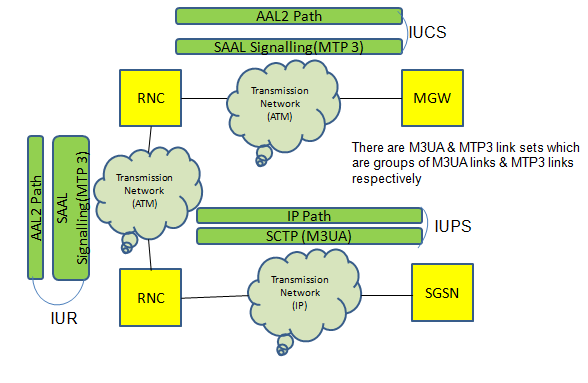 AAL2 Path
IUCS
SAAL Signalling(MTP 3)
RNC
Transmission
Network
(ATM)
MGW
There are M3UA & MTP3 link sets which
are groups of M3UA links & MTP3 links
respectively
AAL2 Path
SAAL
Signalling(MTP 3)
Transmission
Network
(ATM)
IP Path
IUPS
SCTP (M3UA)
RNC
Transmission
Network
(IP)
SGSN
IUR